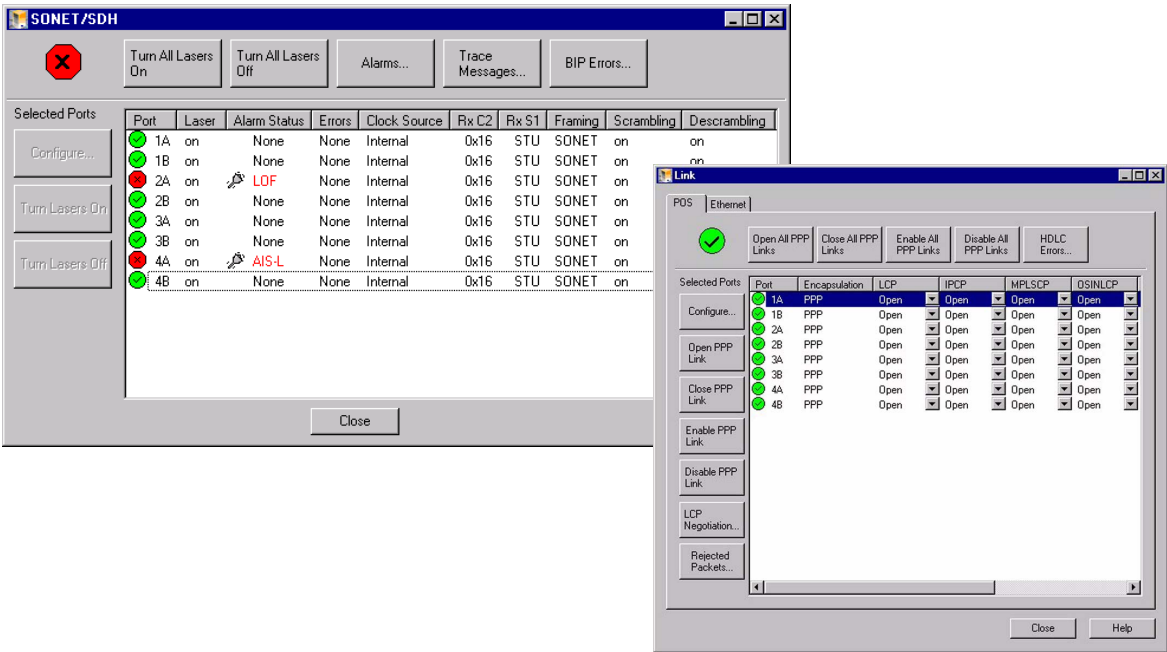 SONET/SDH
Turn All Lasers On
Turn All Lasers Off
Alarms...
Trace Messages...
BIP Errors...
Selected Ports
Configure...
Turn Lasers On
Turn Lasers Off
Port Laser Alarm Status Errors Clock Source Rx C2 Rx S1 Framing Scrambling Descrambling
1A on None None Internal 0x16 STU SONET on on
1B on None None Internal 0x16 STU SONET on on
2A on LOF None Internal 0x16 STU SONET on
2B on None None Internal 0x16 STU SONET on
3A on None None Internal 0x16 STU SONET on
3B on None None Internal 0x16 STU SONET on
4A on AIS-L None Internal 0x16 STU SONET on
4B on None None Internal 0x16 STU SONET on
Close
Link
POS Ethernet
Open All PPP Links
Close All PPP Links
Enable All PPP Links
Disable All PPP Links
HDLC Errors...
Selected Ports
Configure...
Open PPP Link
Close PPP Link
Enable PPP Link
Disable PPP Link
LCP Negotiation...
Rejected Packets...
Port Encapsulation LCP IPCP MPLSCP OSINLCP
1A PPP Open Open Open Open
1B PPP Open Open Open Open
2A PPP Open Open Open Open
2B PPP Open Open Open Open
3A PPP Open Open Open Open
3B PPP Open Open Open Open
4A PPP Open Open Open Open
4B PPP Open Open Open Open
Close Help